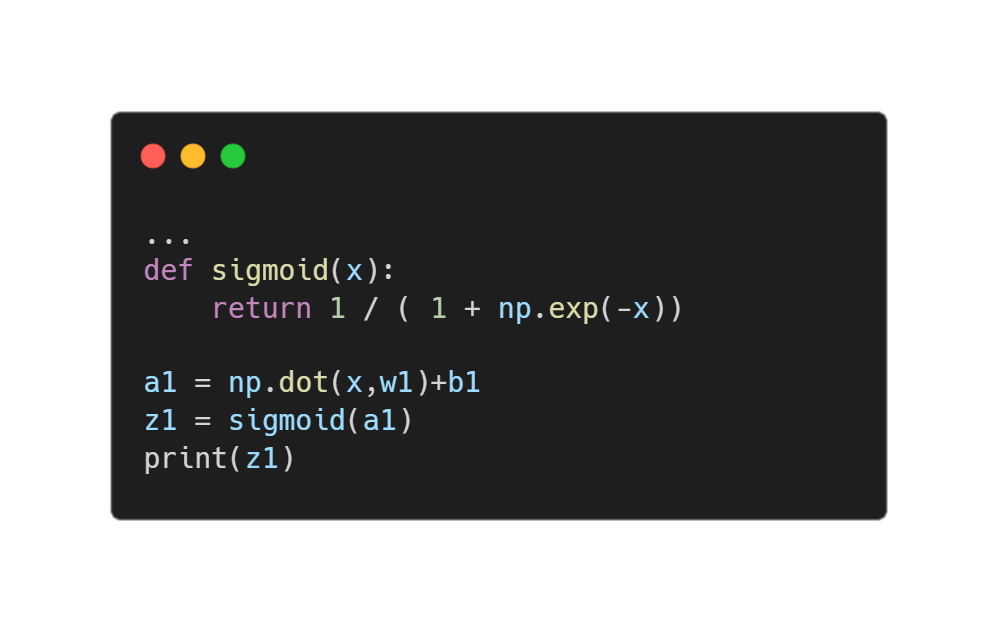 ...
def sigmoid(x):
    return 1 / ( 1 + np.exp(-x))
a1 = np.dot(x,w1)+b1
z1 = sigmoid(a1)
print(z1)